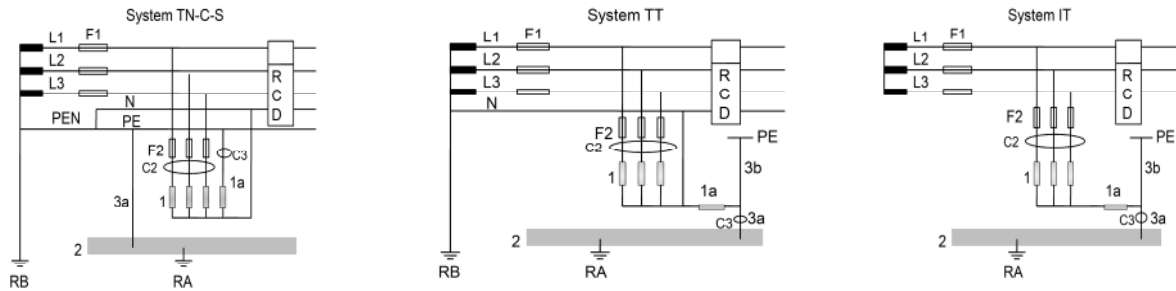 System TN-C-S
L1
F1
L2
L3
R
C
D
N
PEN
PE
F2
C2
C3
1
1a
3a
2
RB
RA
System TT
L1
F1
L2
L3
R
C
D
N
F2
C2
PE
1
3b
1a
C3
3a
2
RB
RA
System IT
L1
F1
L2
L3
R
C
D
F2
C2
PE
1
3b
1a
C3
3a
2
RA